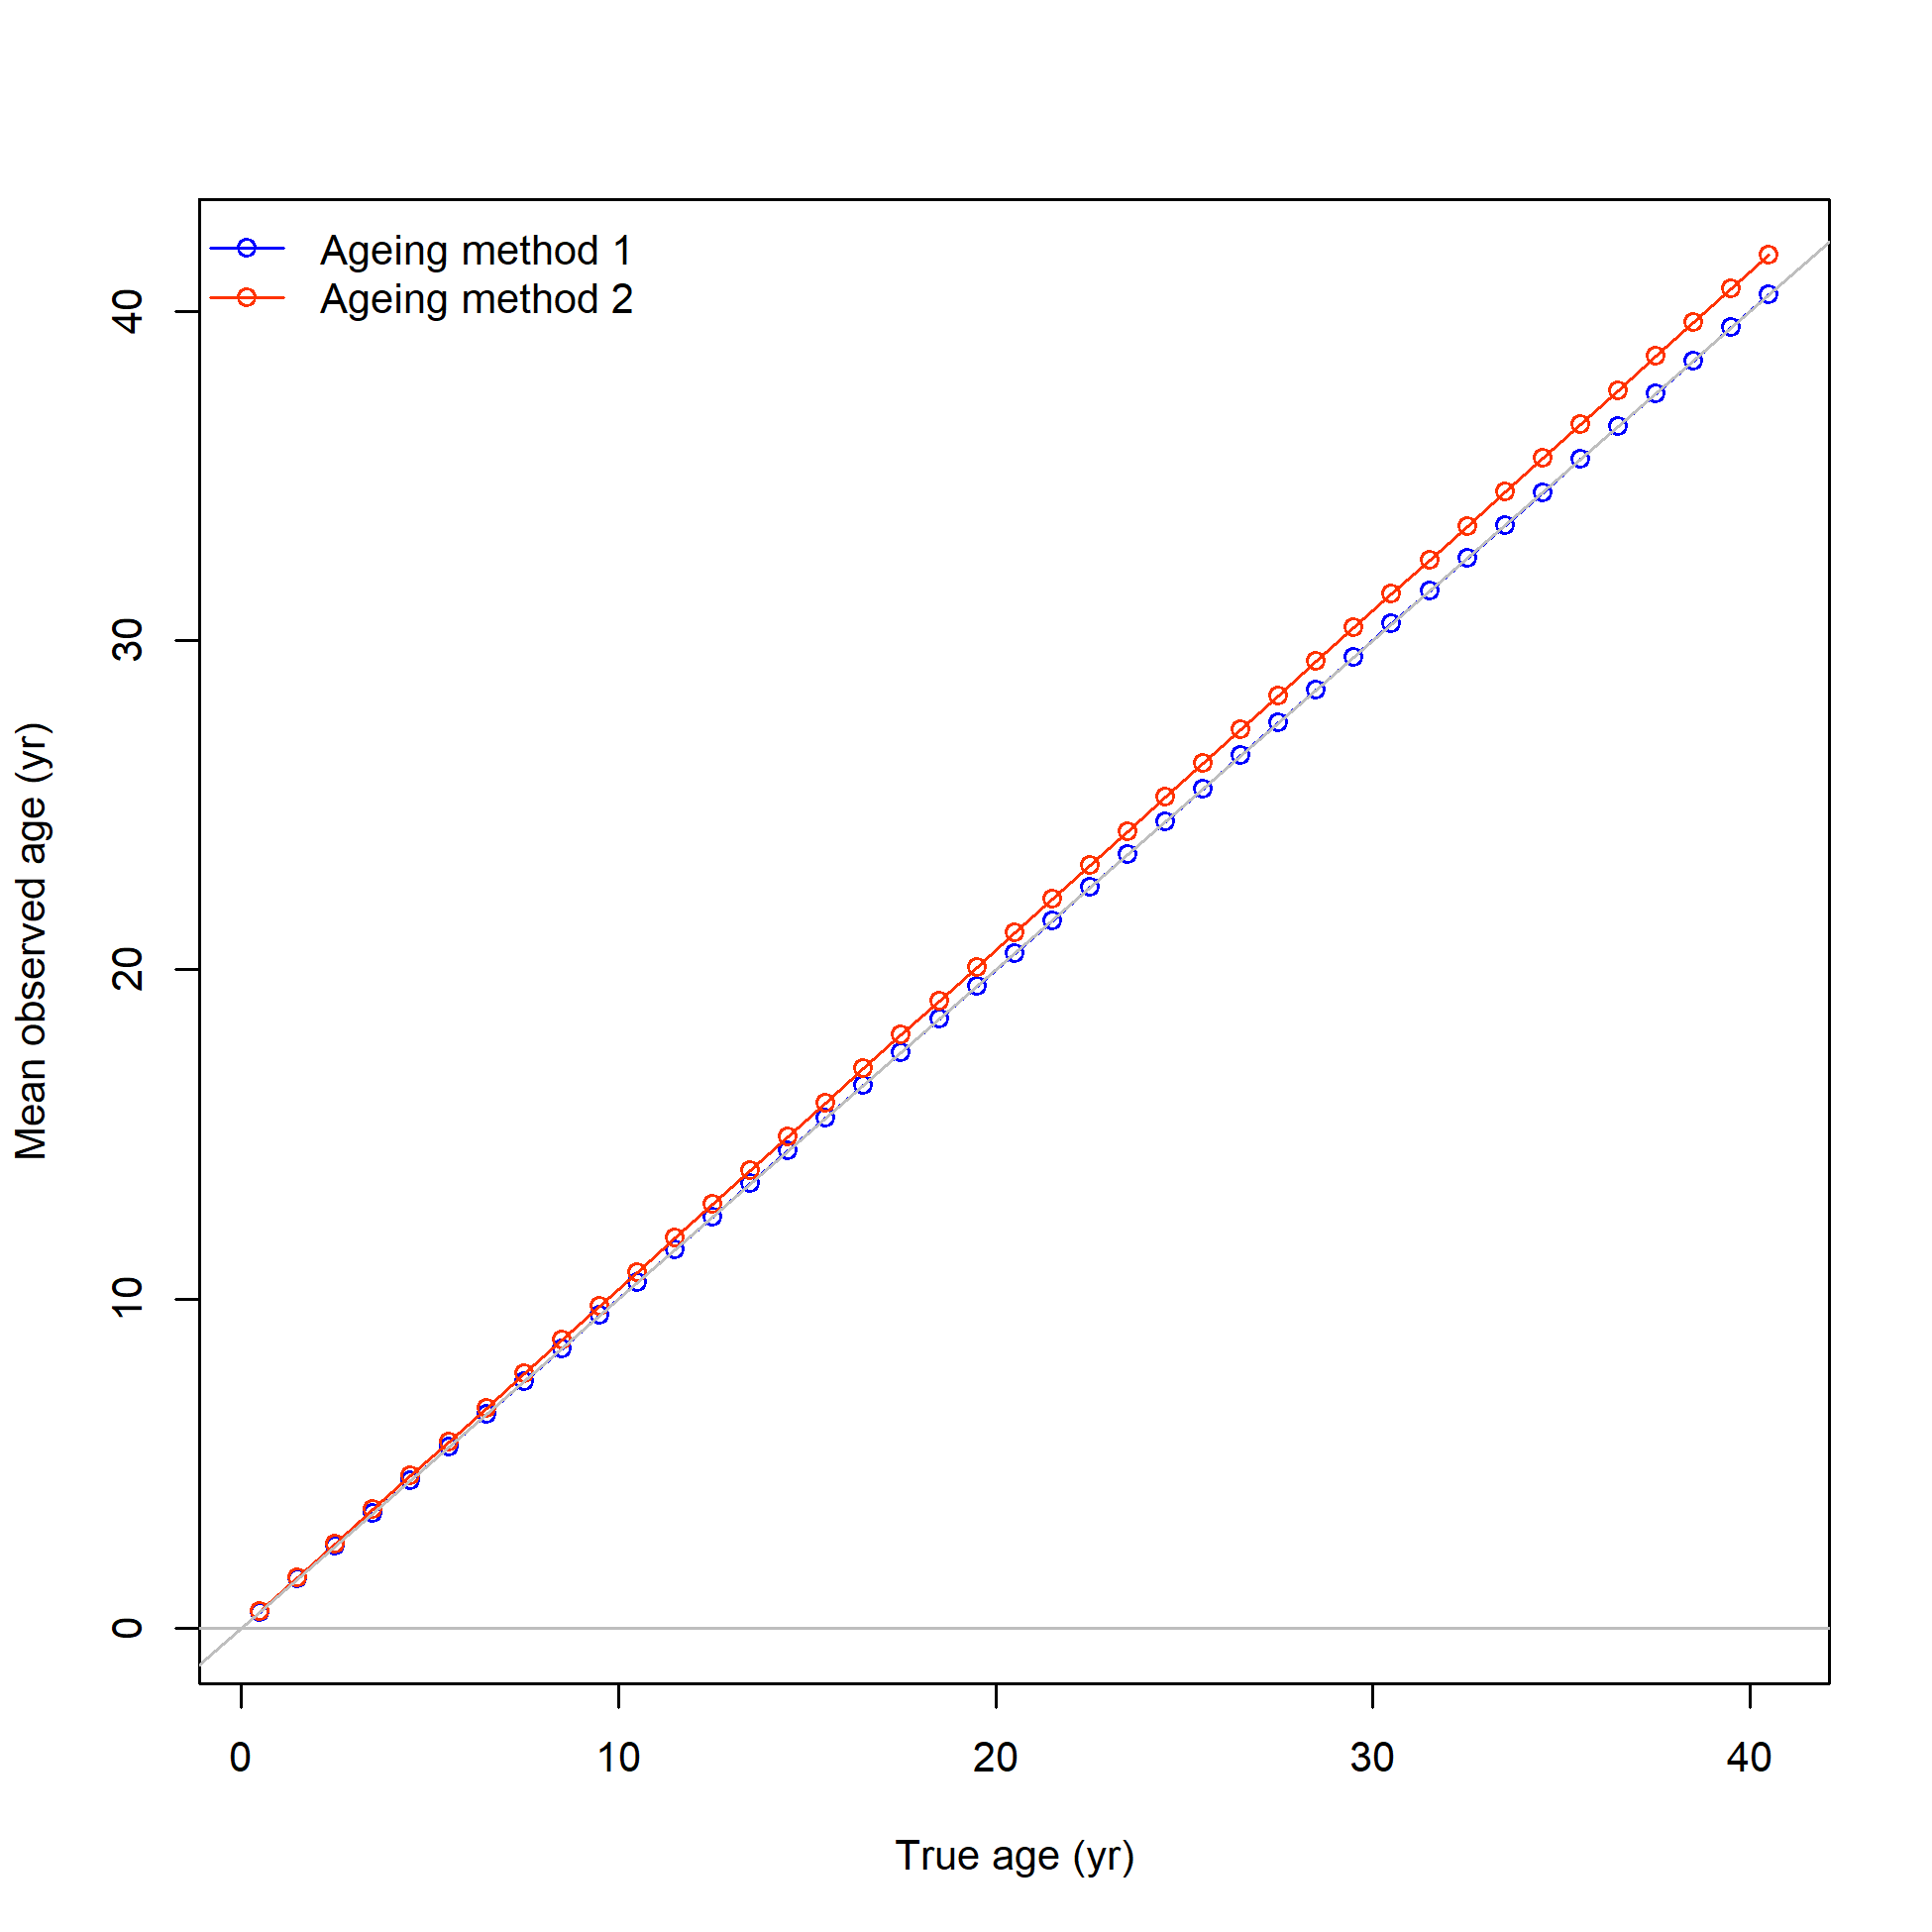 Ageing method 1
Ageing method 2
Mean observed age (yr)
40
30
20
10
0
0 10 20 30 40
True age (yr)